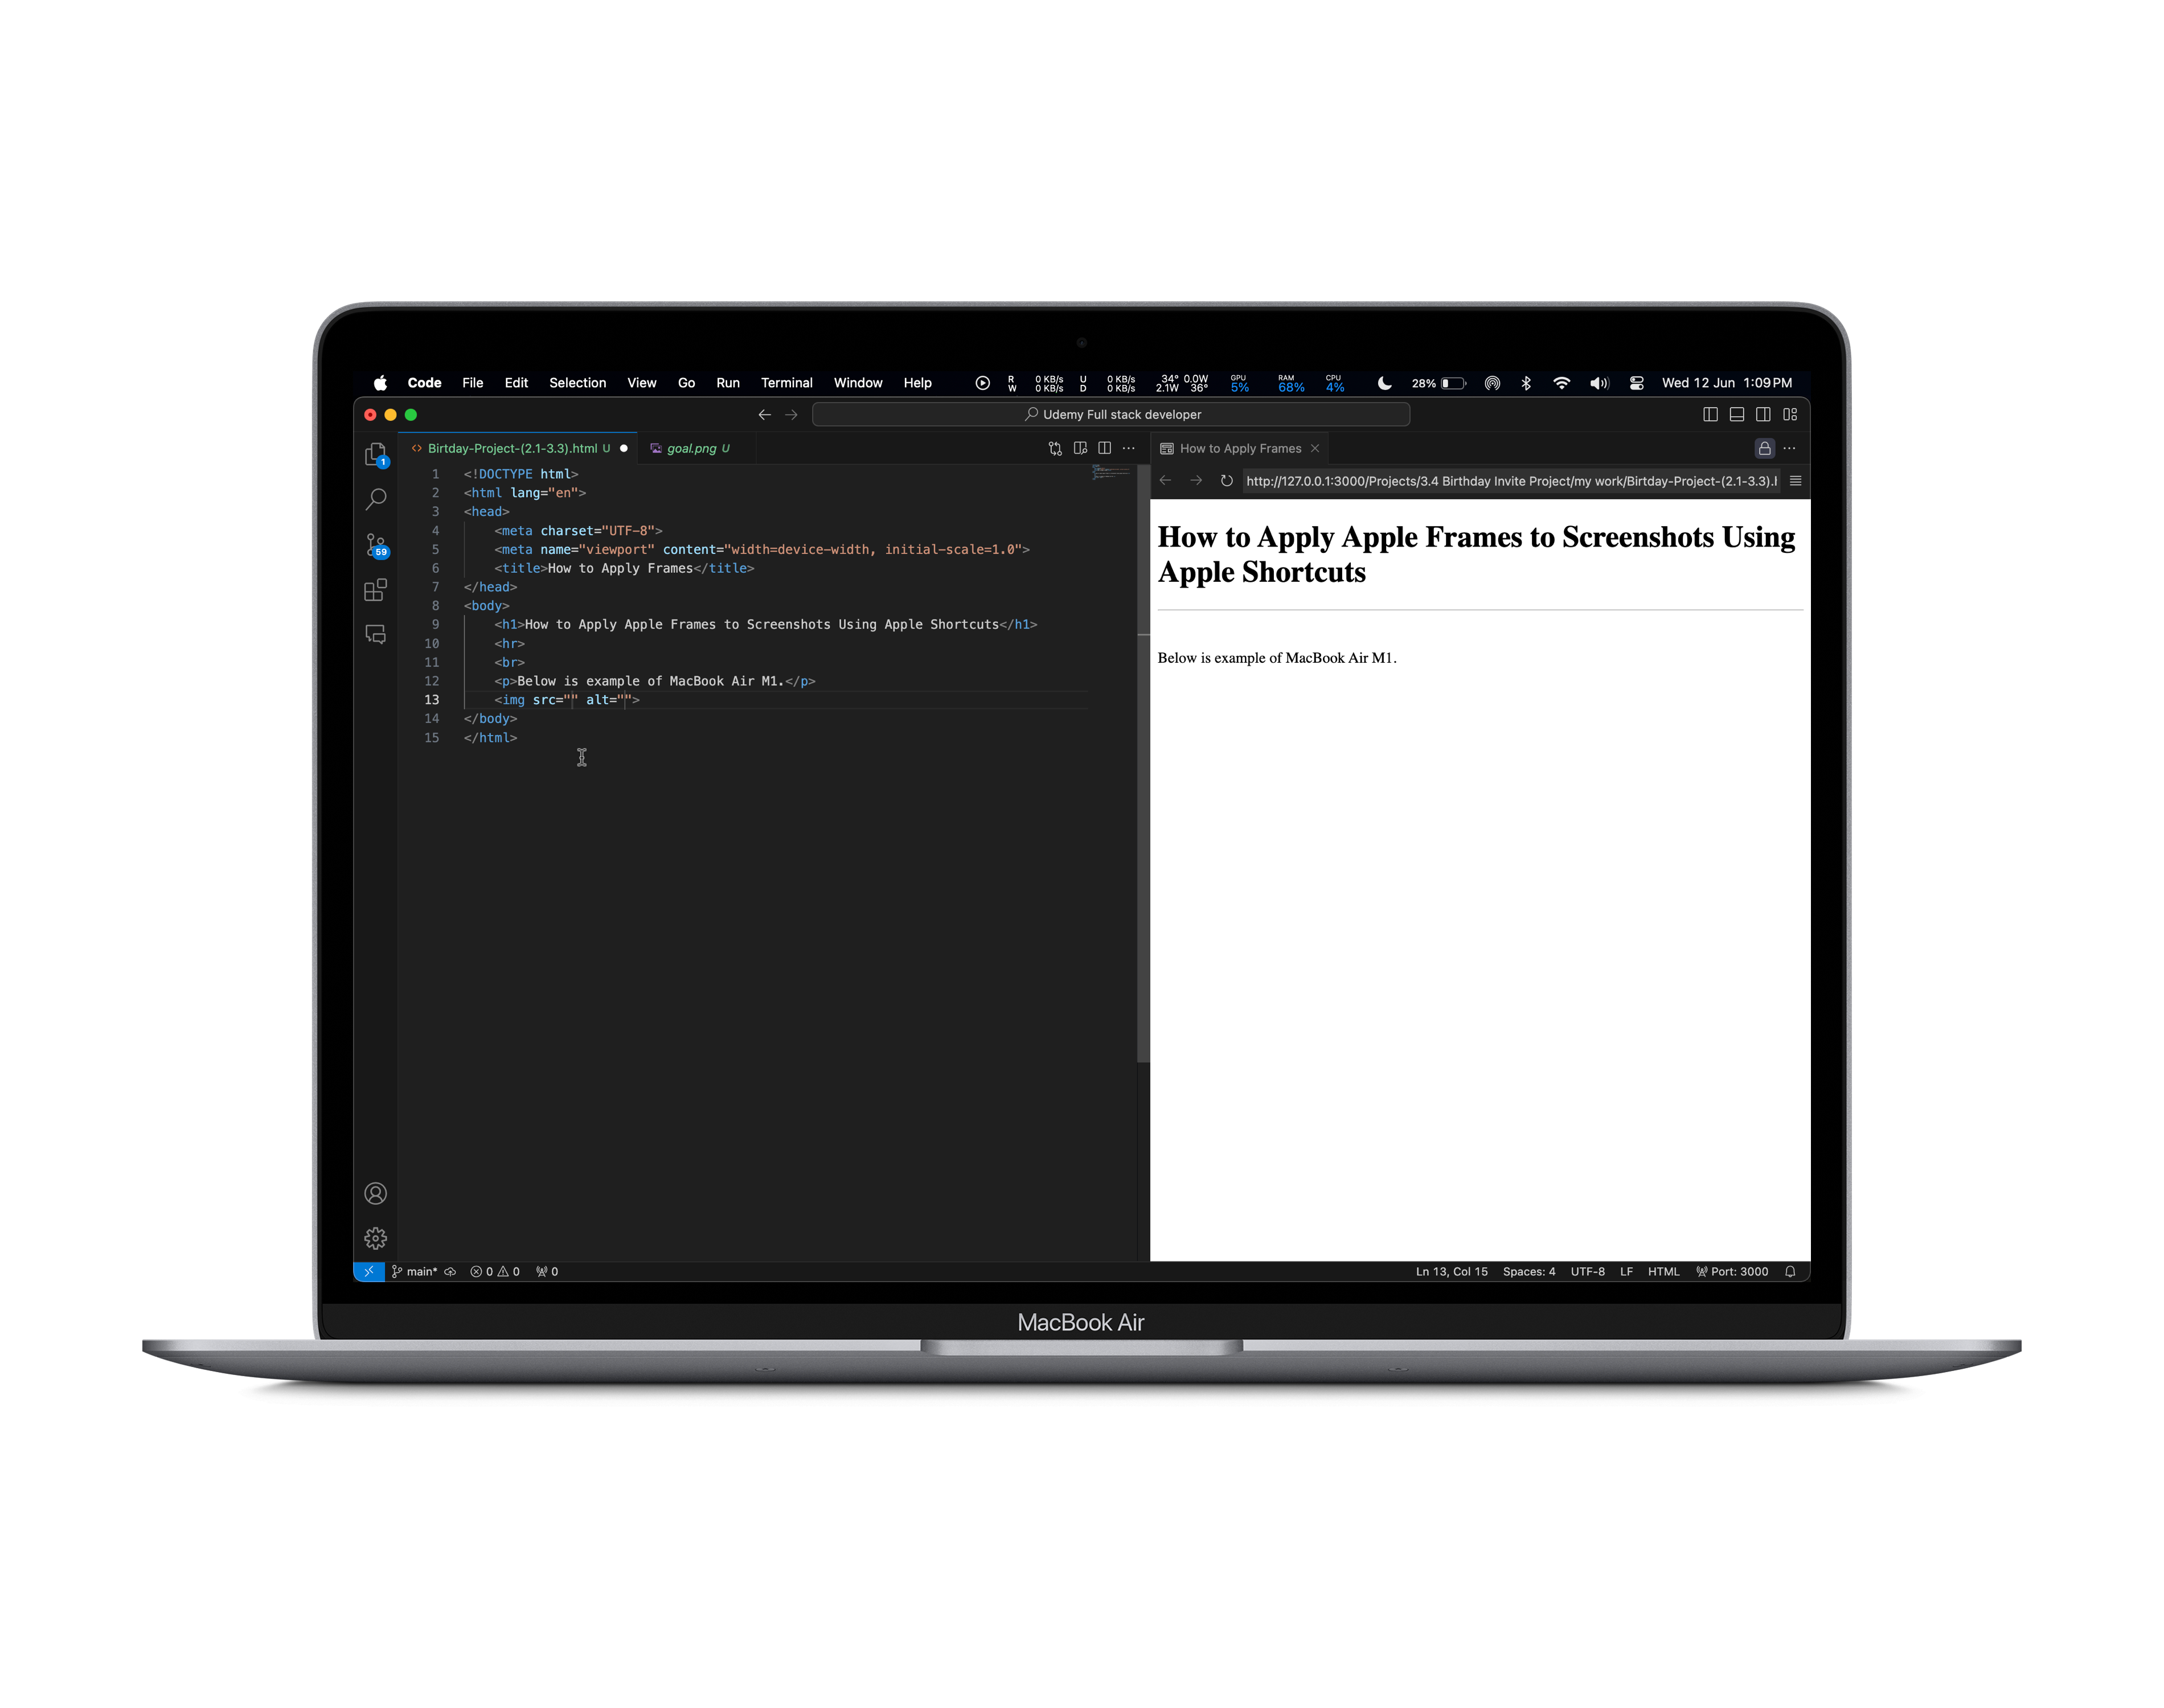 Code File Edit Selection View Go Run Terminal Window Help R 0 KB/s U 0 KB/s 34° 0.0W GPU RAM CPU 28% Wed 12 Jun 1:09 PM
W 0 KB/s D 0 KB/s 2.1W 36° 5% 68% 4%
Udemy Full stack developer
Birtday-Project-(2.1-3.3).html U goal.png U
1 <!DOCTYPE html>
2 <html lang="en">
3 <head>
4 <meta charset="UTF-8">
5 <meta name="viewport" content="width=device-width, initial-scale=1.0">
6 <title>How to Apply Frames</title>
7 </head>
8 <body>
9 <h1>How to Apply Apple Frames to Screenshots Using Apple Shortcuts</h1>
10 <hr>
11 <br>
12 <p>Below is example of MacBook Air M1.</p>
13 <img src="" alt="">
14 </body>
15 </html>
1
59
How to Apply Frames
http://127.0.0.1:3000/Projects/3.4 Birthday Invite Project/my work/Birtday-Project-(2.1-3.3).
How to Apply Apple Frames to Screenshots Using
Apple Shortcuts
Below is example of MacBook Air M1.
main* 0 0 0 Ln 13, Col 15 Spaces: 4 UTF-8 LF HTML Port: 3000
MacBook Air